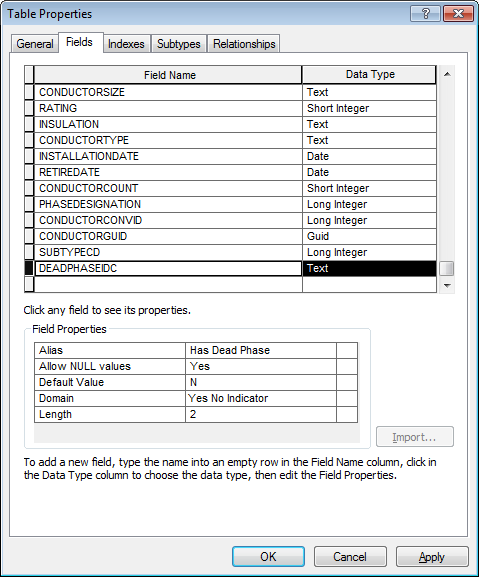 Table Properties
General Fields Indexes Subtypes Relationships
Field Name Data Type
CONDUCTORSIZE Text
RATING Short Integer
INSULATION Text
CONDUCTORTYPE Text
INSTALLATIONDATE Date
RETIREDATE Date
CONDUCTORCOUNT Short Integer
PHASEDESIGNATION Long Integer
CONDUCTORCONVID Long Integer
CONDUCTORGUID Guid
SUBTYPECD Long Integer
DEADPHASEIDC Text
Click any field to see its properties.
Field Properties
Alias Has Dead Phase
Allow NULL values Yes
Default Value N
Domain Yes No Indicator
Length 2
Import...
To add a new field, type the name into an empty row in the Field Name column, click in
the Data Type column to choose the data type, then edit the Field Properties.
OK Cancel Apply